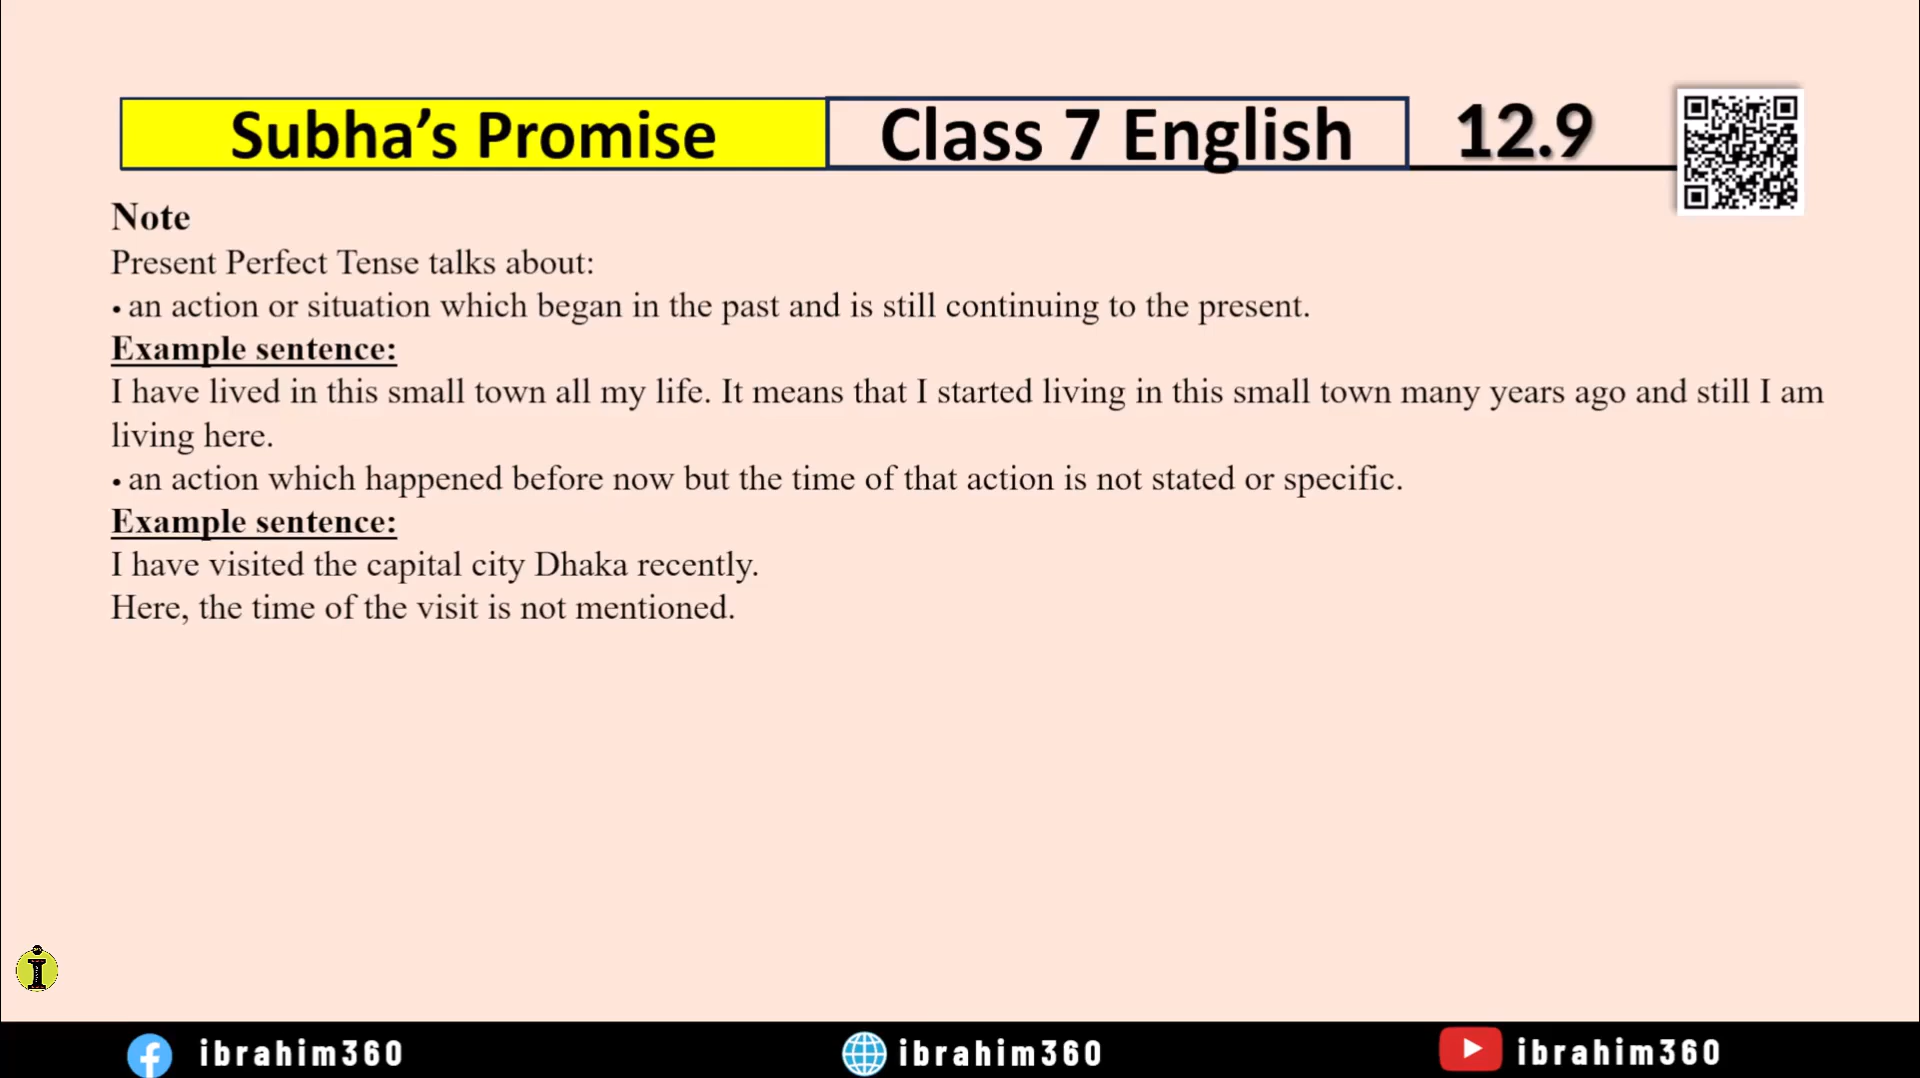 Subha’s Promise
Class 7 English
12.9
Note
Present Perfect Tense talks about:
• an action or situation which began in the past and is still continuing to the present.
Example sentence:
I have lived in this small town all my life. It means that I started living in this small town many years ago and still I am
living here.
• an action which happened before now but the time of that action is not stated or specific.
Example sentence:
I have visited the capital city Dhaka recently.
Here, the time of the visit is not mentioned.
i
ibrahim360
ibrahim360
ibrahim360